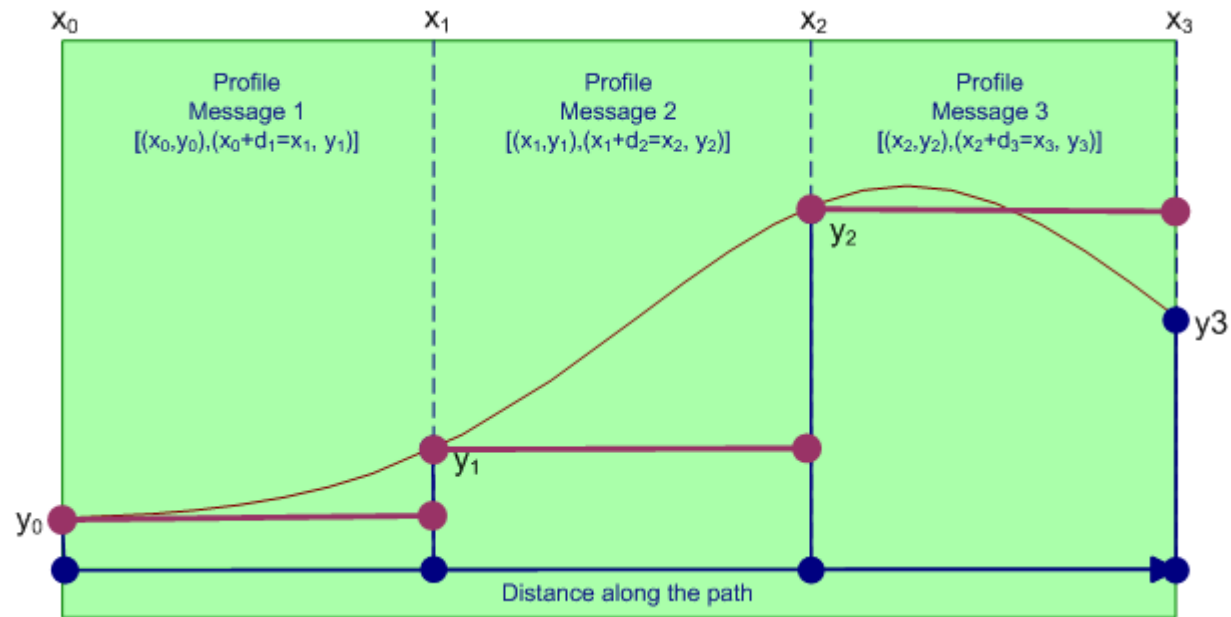 x₀ x₁ x₂ x₃
Profile
Message 1
[(x₀,y₀),(x₀+d₁=x₁, y₁)]
Profile
Message 2
[(x₁,y₁),(x₁+d₂=x₂, y₂)]
Profile
Message 3
[(x₂,y₂),(x₂+d₃=x₃, y₃)]
y₂
y3
y₁
y₀
Distance along the path